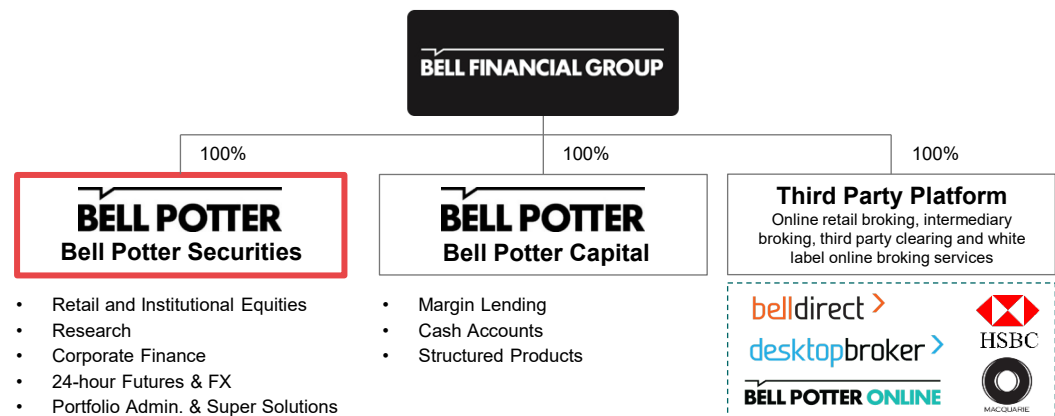 BELL FINANCIAL GROUP
100%
100%
100%
BELL POTTER
Bell Potter Securities
BELL POTTER
Bell Potter Capital
Third Party Platform
Online retail broking, intermediary
broking, third party clearing and white
label online broking services
• Retail and Institutional Equities
• Research
• Corporate Finance
• 24-hour Futures & FX
• Portfolio Admin. & Super Solutions
• Margin Lending
• Cash Accounts
• Structured Products
belldirect
desktopbroker
BELL POTTER ONLINE
HSBC
MACQUARIE